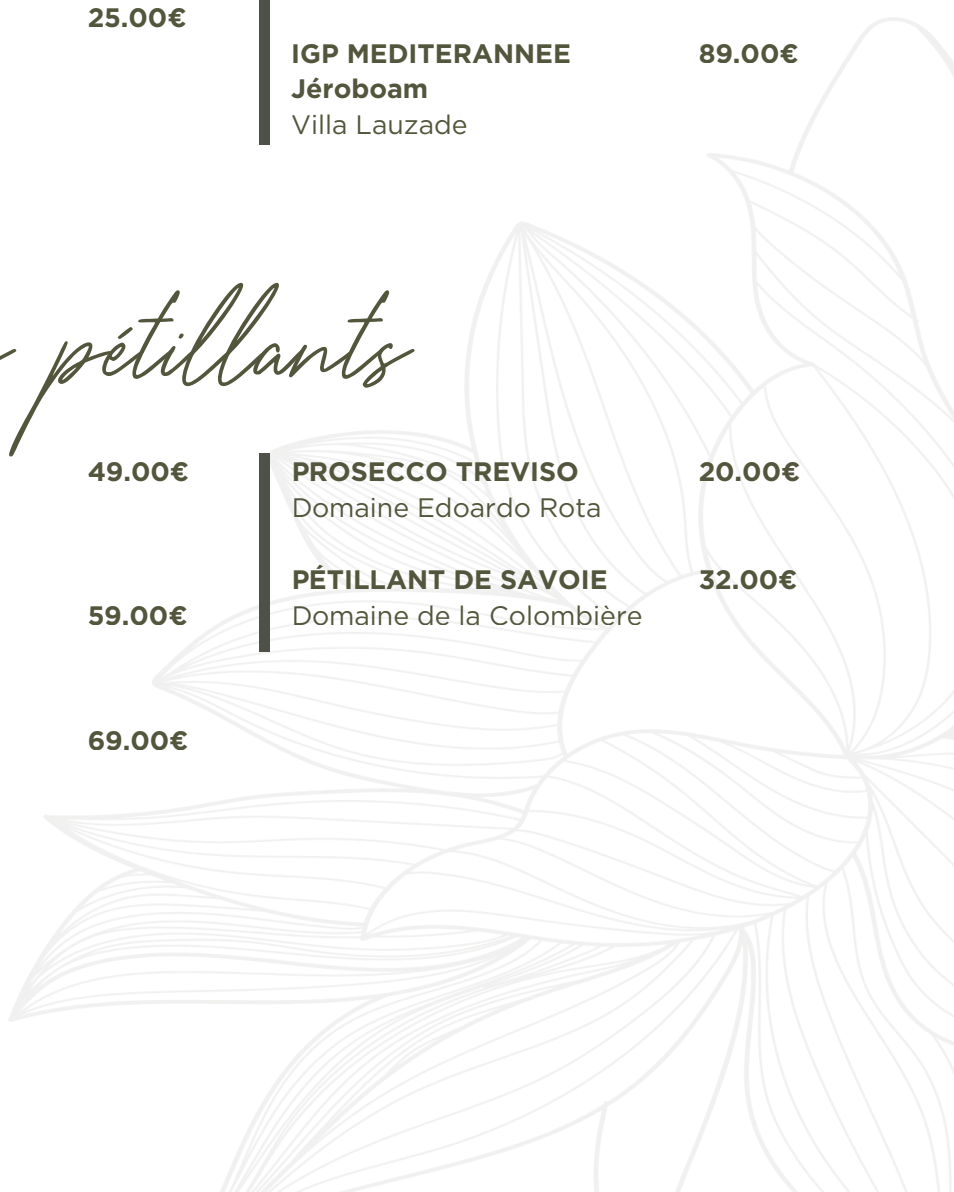 25.00€
IGP MEDITERANNEE 89.00€
Jéroboam
Villa Lauzade
pétillants
49.00€
59.00€
69.00€
PROSECCO TREVISO 20.00€
Domaine Edoardo Rota
PÉTILLANT DE SAVOIE 32.00€
Domaine de la Colombière